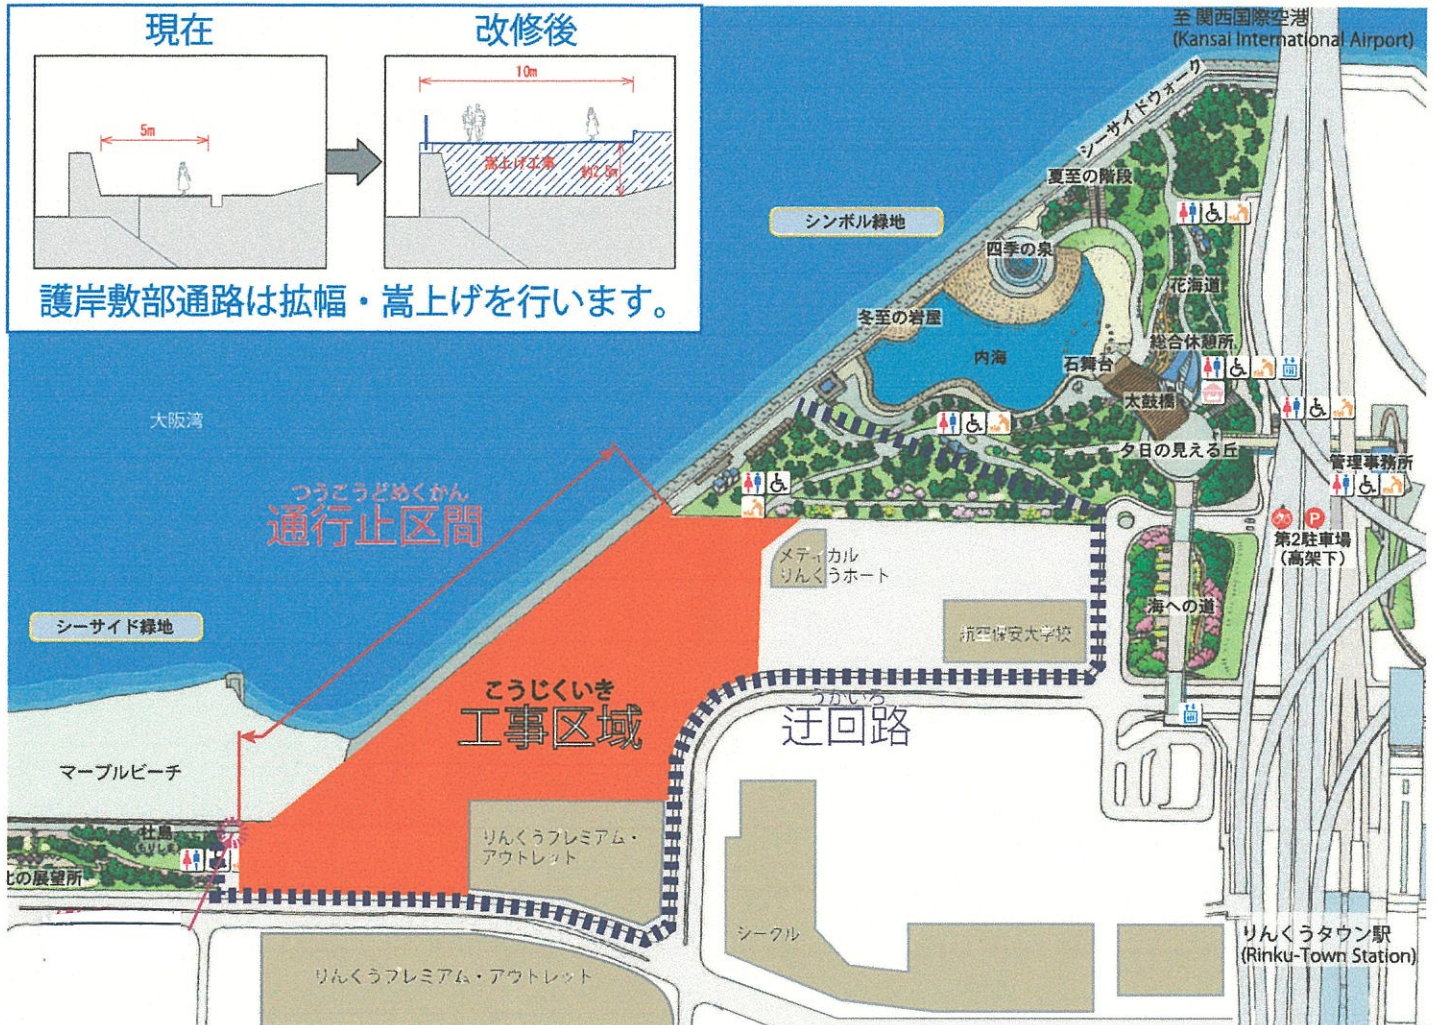 現在
改修後
5m
10m
嵩上げ工事
約2.5m
護岸敷部通路は拡幅・嵩上げを行います。
至 関西国際空港
(Kansai International Airport)
シーサイドウォーク
夏至の階段
シンボル緑地
四季の泉
花海道
冬至の岩屋
総合休憩所
内海
石舞台
太鼓橋
大阪湾
夕日の見える丘
管理事務所
つうこうどめくかん
通行止区間
P
第2駐車場
(高架下)
メディカル
りんくうポート
シーサイド緑地
海への道
航空保安大学校
こうじくいき
工事区域
うかいろ
迂回路
マーブルビーチ
杜島
北の展望所
りんくうプレミアム・
アウトレット
シークル
りんくうタウン駅
(Rinku-Town Station)
りんくうプレミアム・アウトレット